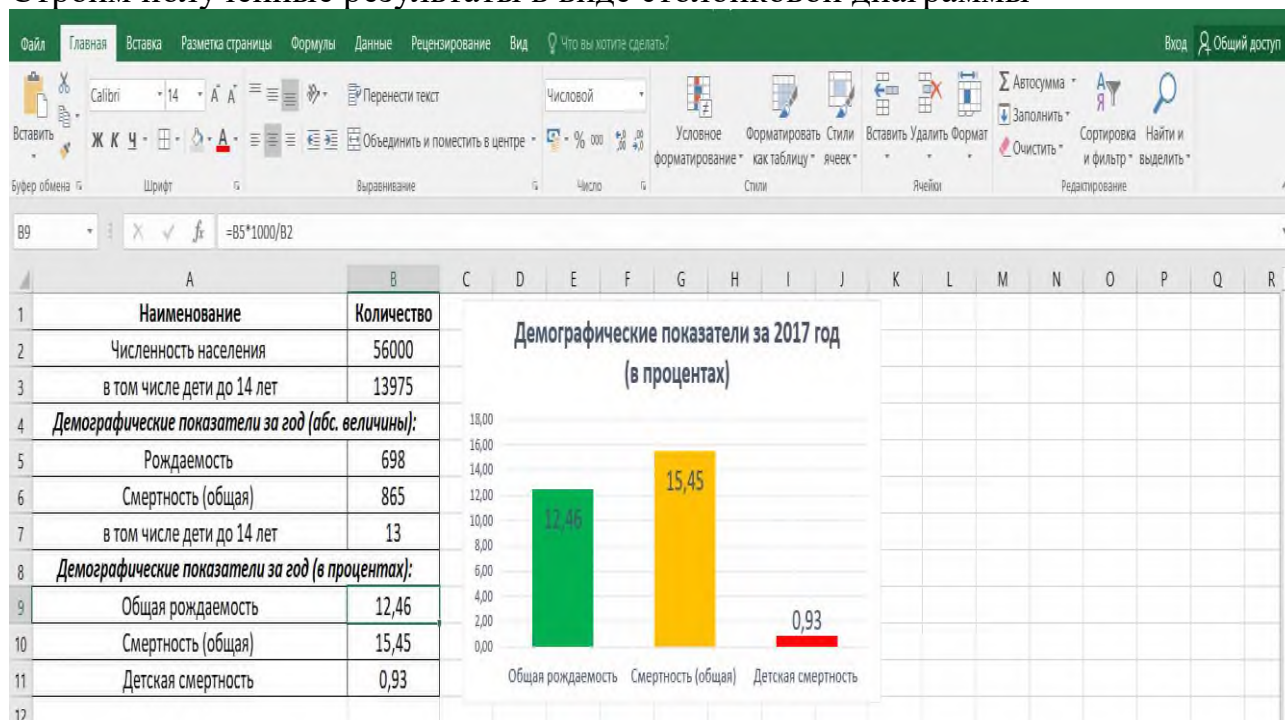 Строим полученные результаты в виде столбиковой диаграммы
Файл Главная Вставка Разметка страницы Формулы Данные Рецензирование Вид Что вы хотите сделать? Вход Общий доступ
Вставить
Calibri 14 A A
Ж К Ч A
Перенести текст
Объединить и поместить в центре
Числовой
% 000
Условное форматирование
Форматировать как таблицу
Стили ячеек
Вставить Удалить Формат
Автосумма
Заполнить
Очистить
Сортировка и фильтр
Найти и выделить
Буфер обмена Шрифт Выравнивание Число Стили Ячейки Редактирование
B9 fx =B5*1000/B2
A B C D E F G H I J K L M N O P Q R
1 Наименование Количество
2 Численность населения 56000
3 в том числе дети до 14 лет 13975
4 Демографические показатели за год (абс. величины):
5 Рождаемость 698
6 Смертность (общая) 865
7 в том числе дети до 14 лет 13
8 Демографические показатели за год (в процентах):
9 Общая рождаемость 12,46
10 Смертность (общая) 15,45
11 Детская смертность 0,93
12
Демографические показатели за 2017 год
(в процентах)
18,00
16,00
14,00
12,00
10,00
8,00
6,00
4,00
2,00
0,00
12,46
15,45
0,93
Общая рождаемость Смертность (общая) Детская смертность